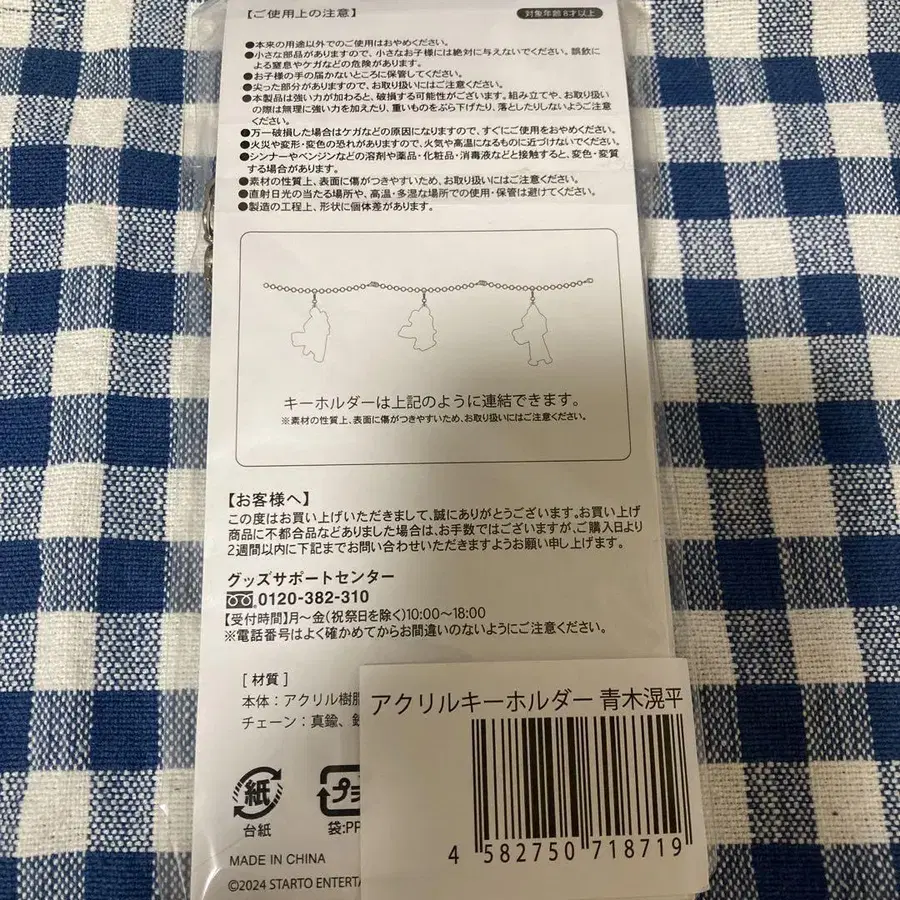 【ご使用上の注意】
対象年齢8才以上
●本来の用途以外でのご使用はおやめください。
●小さな部品がありますので、小さなお子様には絶対に与えないでください。誤飲
による窒息やケガなどの危険があります。
●お子様の手の届かないところに保管してください。
●尖った部分がありますので、お取り扱いにはご注意ください。
●本製品は強い力が加わると、破損する可能性がございます。組み立てや、お取り扱い
の際は無理に強い力を加えたり、重いものをぶら下げたり、落としたりしないようご注意
ください。
●万一破損した場合はケガなどの原因になりますので、すぐにご使用をおやめください。
●火災や変形・変色の恐れがありますので、火気や高温になるものに近づけないでください。
●シンナーやベンジンなどの溶剤や薬品・化粧品・消毒液などと接触すると、変色・変質
する場合があります。
●素材の性質上、表面に傷がつきやすいため、お取り扱いにはご注意ください。
●直射日光の当たる場所や、高温・多湿な場所での使用・保管は避けてください。
●製造の工程上、形状に個体差があります。
キーホルダーは上記のように連結できます。
※素材の性質上、表面に傷がつきやすいため、お取り扱いにはご注意ください。
【お客様へ】
この度はお買い上げいただきまして、誠にありがとうございます。お買い上げ
商品に不都合品などありました場合は、お手数ではございますが、ご購入日より
2週間以内に下記までお問い合わせいただきますようお願い申し上げます。
グッズサポートセンター
0120-382-310
【受付時間】月〜金(祝祭日を除く)10:00〜18:00
※電話番号はよく確かめてからお間違いのないようにご注意ください。
[ 材質 ]
本体:アクリル樹脂
チェーン:真鍮、
アクリルキーホルダー 青木滉平
4 582750 718719
紙
台紙
プラ
袋:PP
MADE IN CHINA
©2024 STARTO ENTERTA